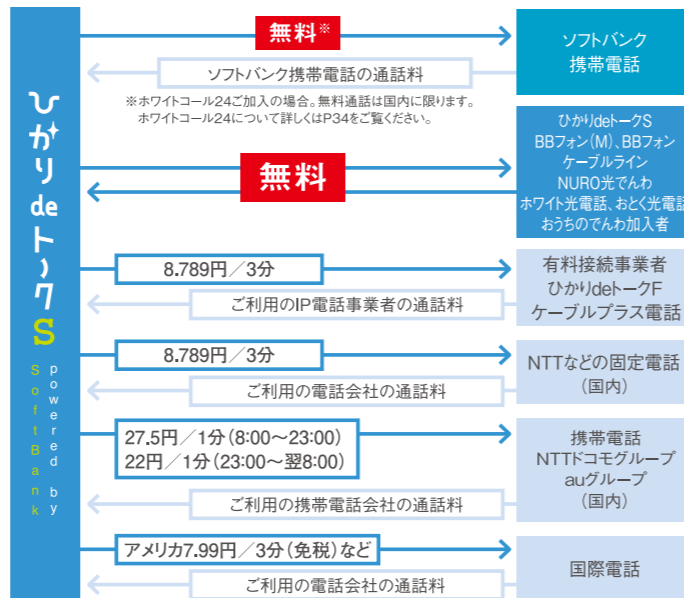 ひかりdeトークS
powered by
SoftBank
無料※
ソフトバンク携帯電話の通話料
※ホワイトコール24ご加入の場合。無料通話は国内に限ります。
ホワイトコール24について詳しくはP34をご覧ください。
ソフトバンク
携帯電話
無料
ひかりdeトークS
BBフォン(M)、BBフォン
ケーブルライン
NURO光でんわ
ホワイト光電話、おとく光電話
おうちのでんわ加入者
8.789円/3分
ご利用のIP電話事業者の通話料
有料接続事業者
ひかりdeトークF
ケーブルプラス電話
8.789円/3分
ご利用の電話会社の通話料
NTTなどの固定電話
(国内)
27.5円/1分(8:00〜23:00)
22円/1分(23:00〜翌8:00)
ご利用の携帯電話会社の通話料
携帯電話
NTTドコモグループ
auグループ
(国内)
アメリカ7.99円/3分(免税)など
ご利用の電話会社の通話料
国際電話